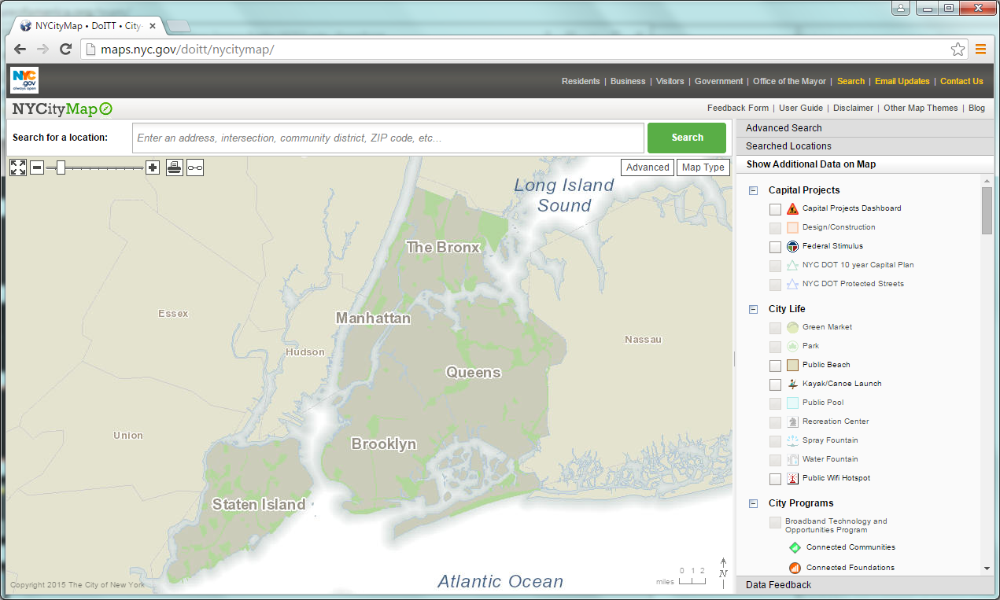 NYCityMap • DoITT • City-
maps.nyc.gov/doitt/nycitymap/
NYC
.gov
always open
Residents | Business | Visitors | Government | Office of the Mayor | Search | Email Updates | Contact Us
NYCityMap
Feedback Form | User Guide | Disclaimer | Other Map Themes | Blog
Search for a location:
Enter an address, intersection, community district, ZIP code, etc...
Search
Advanced
Map Type
Long Island
Sound
The Bronx
Manhattan
Essex
Hudson
Nassau
Queens
Union
Brooklyn
Staten Island
Atlantic Ocean
0 1 2
miles
N
Copyright 2015 The City of New York
Advanced Search
Searched Locations
Show Additional Data on Map
Capital Projects
Capital Projects Dashboard
Design/Construction
Federal Stimulus
NYC DOT 10 year Capital Plan
NYC DOT Protected Streets
City Life
Green Market
Park
Public Beach
Kayak/Canoe Launch
Public Pool
Recreation Center
Spray Fountain
Water Fountain
Public Wifi Hotspot
City Programs
Broadband Technology and
Opportunities Program
Connected Communities
Connected Foundations
Data Feedback